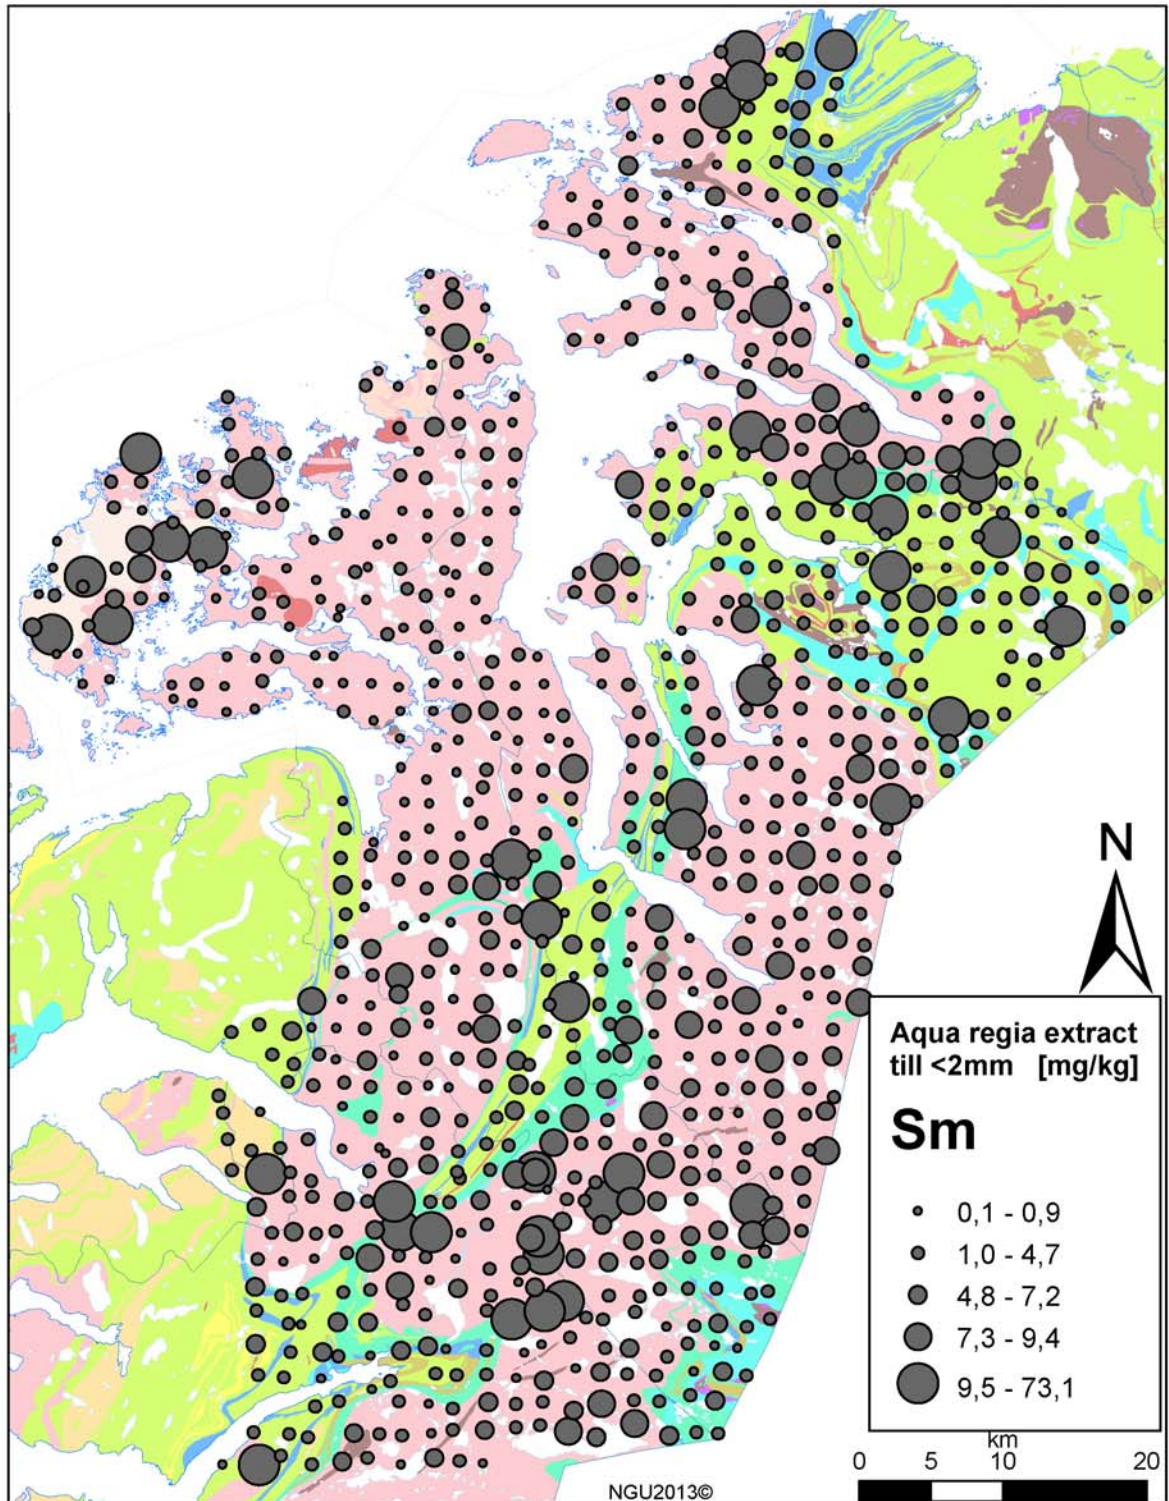 N
Aqua regia extract
till <2mm [mg/kg]
Sm
0,1 - 0,9
1,0 - 4,7
4,8 - 7,2
7,3 - 9,4
9,5 - 73,1
km
0 5 10 20
NGU2013©